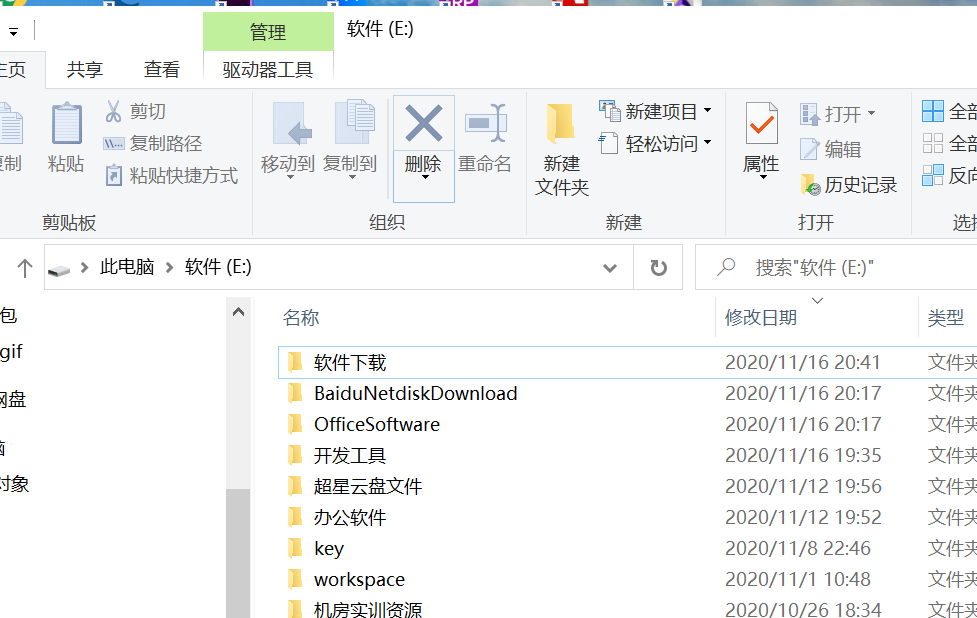 管理 软件 (E:)
主页 共享 查看 驱动器工具
复制 粘贴 剪切
复制路径
粘贴快捷方式
移动到 复制到 删除 重命名
新建
文件夹
新建项目
轻松访问
属性
打开
编辑
历史记录
全部
全部
反向
剪贴板 组织 新建 打开 选择
此电脑 软件 (E:) 搜索"软件 (E:)"
包
gif
网盘
脑
对象
名称 修改日期 类型
软件下载 2020/11/16 20:41 文件夹
BaiduNetdiskDownload 2020/11/16 20:17 文件夹
OfficeSoftware 2020/11/16 20:17 文件夹
开发工具 2020/11/16 19:35 文件夹
超星云盘文件 2020/11/12 19:56 文件夹
办公软件 2020/11/12 19:52 文件夹
key 2020/11/8 22:46 文件夹
workspace 2020/11/1 10:48 文件夹
机房实训资源 2020/10/26 18:34 文件夹